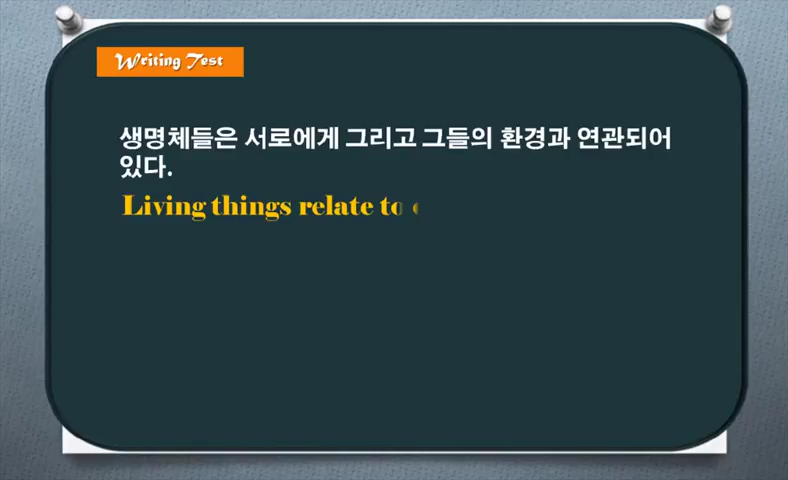 Writing Test
생명체들은 서로에게 그리고 그들의 환경과 연관되어
있다.
Living things relate to